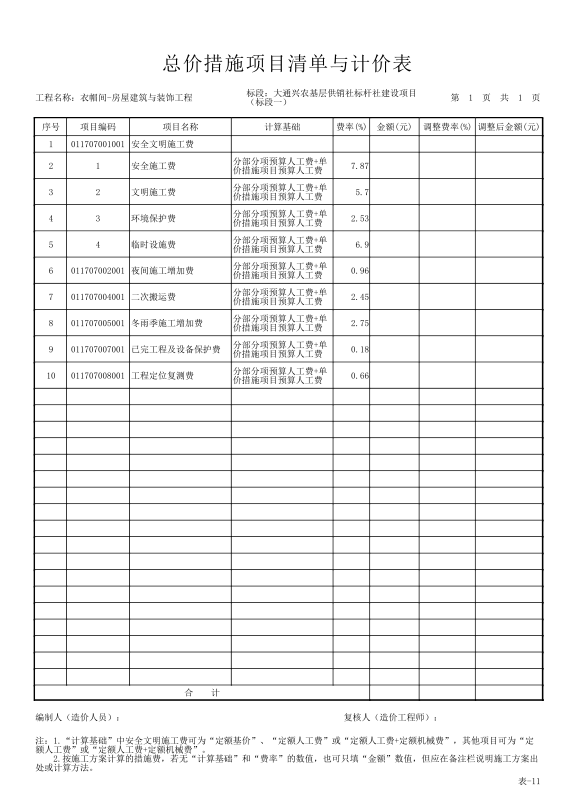 总价措施项目清单与计价表
工程名称：衣帽间-房屋建筑与装饰工程 标段：大通兴农基层供销社标杆社建设项目（标段一） 第 1 页 共 1 页
序号 项目编码 项目名称 计算基础 费率(%) 金额(元) 调整费率(%) 调整后金额(元)
1 011707001001 安全文明施工费
2 1 安全施工费 分部分项预算人工费+单价措施项目预算人工费 7.87
3 2 文明施工费 分部分项预算人工费+单价措施项目预算人工费 5.7
4 3 环境保护费 分部分项预算人工费+单价措施项目预算人工费 2.53
5 4 临时设施费 分部分项预算人工费+单价措施项目预算人工费 6.9
6 011707002001 夜间施工增加费 分部分项预算人工费+单价措施项目预算人工费 0.96
7 011707004001 二次搬运费 分部分项预算人工费+单价措施项目预算人工费 2.45
8 011707005001 冬雨季施工增加费 分部分项预算人工费+单价措施项目预算人工费 2.75
9 011707007001 已完工程及设备保护费 分部分项预算人工费+单价措施项目预算人工费 0.18
10 011707008001 工程定位复测费 分部分项预算人工费+单价措施项目预算人工费 0.66
合 计
编制人（造价人员）： 复核人（造价工程师）：
注：1.“计算基础”中安全文明施工费可为“定额基价”、“定额人工费”或“定额人工费+定额机械费”，其他项目可为“定
额人工费”或“定额人工费+定额机械费”。
2.按施工方案计算的措施费，若无“计算基础”和“费率”的数值，也可只填“金额”数值，但应在备注栏说明施工方案出
处或计算方法。
表-11